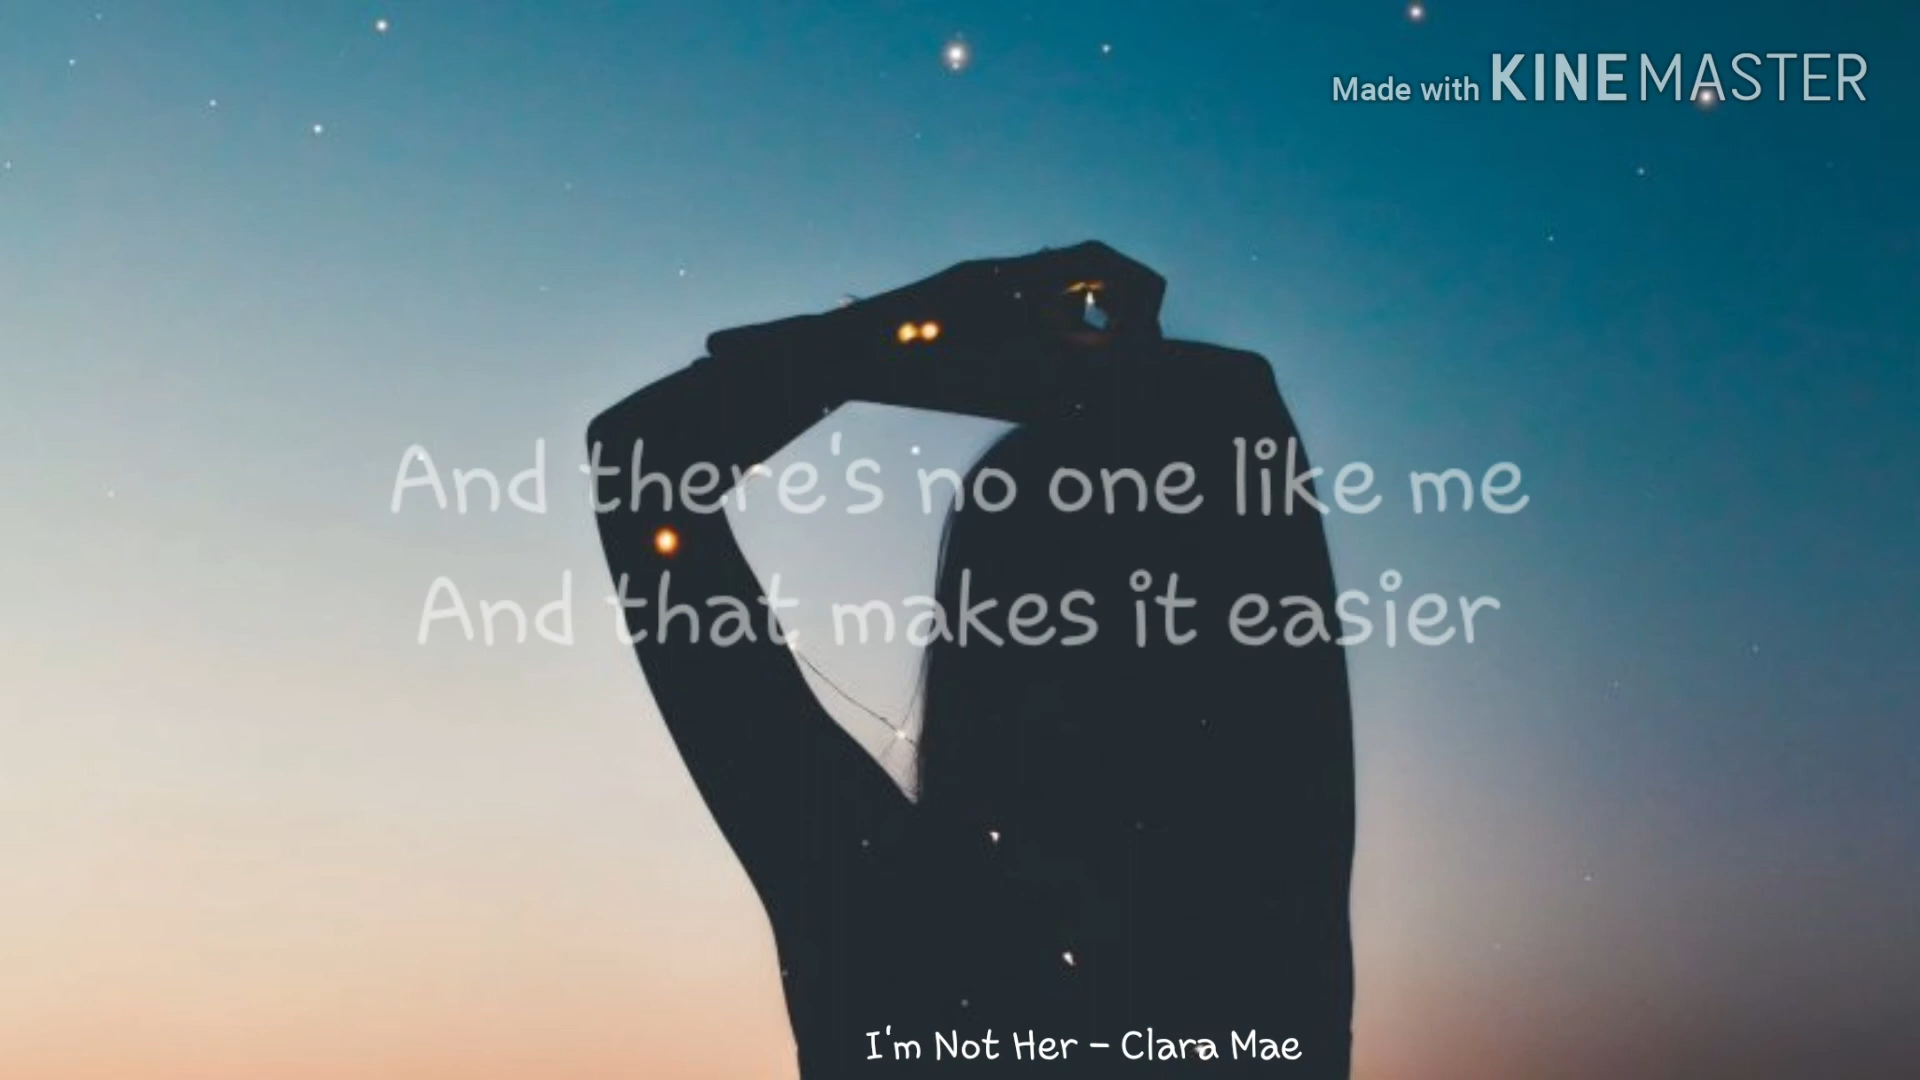 Made with KINEMASTER
And there's no one like me
And that makes it easier
I'm Not Her - Clara Mae